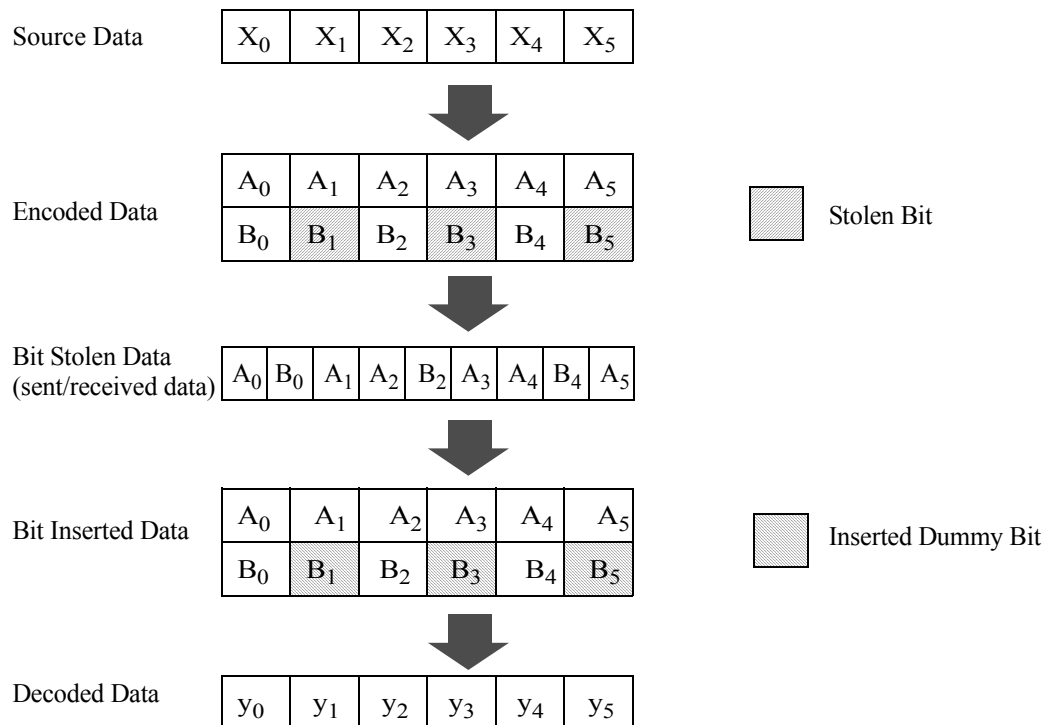 Source Data
X0 X1 X2 X3 X4 X5
Encoded Data
A0 A1 A2 A3 A4 A5
B0 B1 B2 B3 B4 B5
Stolen Bit
Bit Stolen Data
(sent/received data)
A0 B0 A1 A2 B2 A3 A4 B4 A5
Bit Inserted Data
A0 A1 A2 A3 A4 A5
B0 B1 B2 B3 B4 B5
Inserted Dummy Bit
Decoded Data
y0 y1 y2 y3 y4 y5